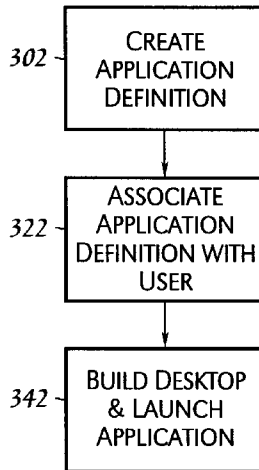 302
CREATE
APPLICATION
DEFINITION
322
ASSOCIATE
APPLICATION
DEFINITION WITH
USER
342
BUILD DESKTOP
& LAUNCH
APPLICATION